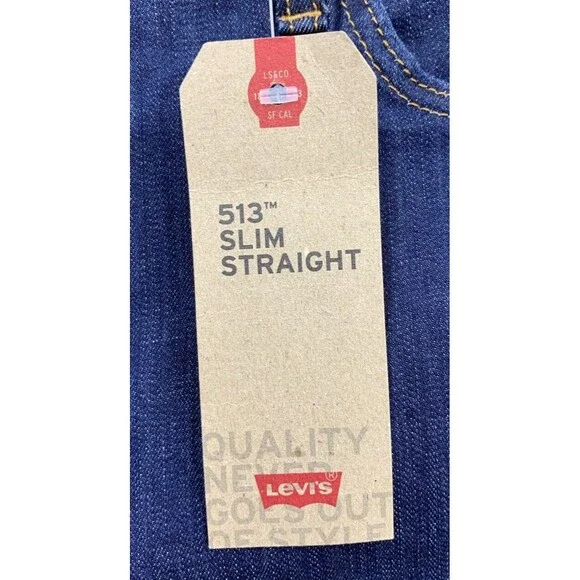 LS&CO.
SF CAL
513™
SLIM
STRAIGHT
QUALITY
NEVER
Levi's®
GOES OUT
OF STYLE